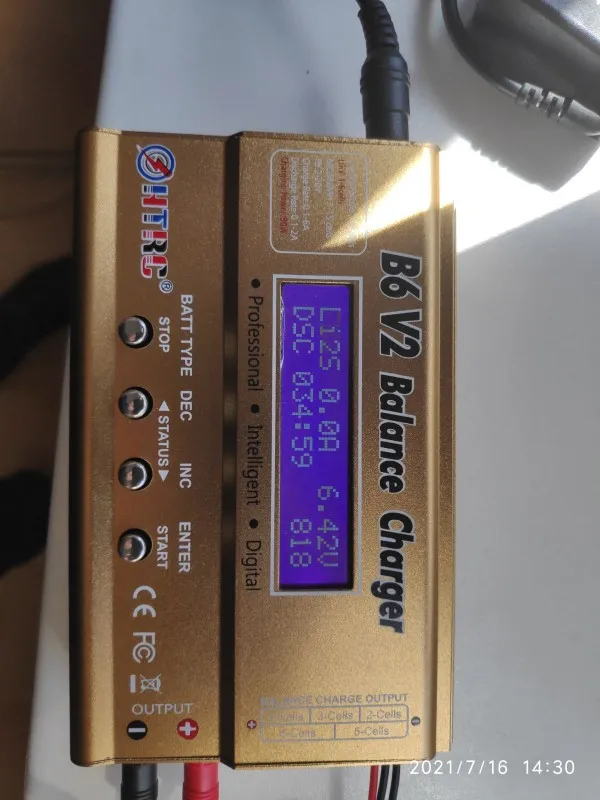 B6 V2 Balance Charger
Li2S 0.0A 6.42V
DSC 034:59 818
• Professional • Intelligent • Digital
HTRC®
BATT TYPE
STOP
DEC
INC
◀ STATUS ▶
ENTER
START
CE FC
OUTPUT
- +
BALANCE CHARGE OUTPUT
3-Cells 2-Cells
5-Cells
2021/7/16 14:30